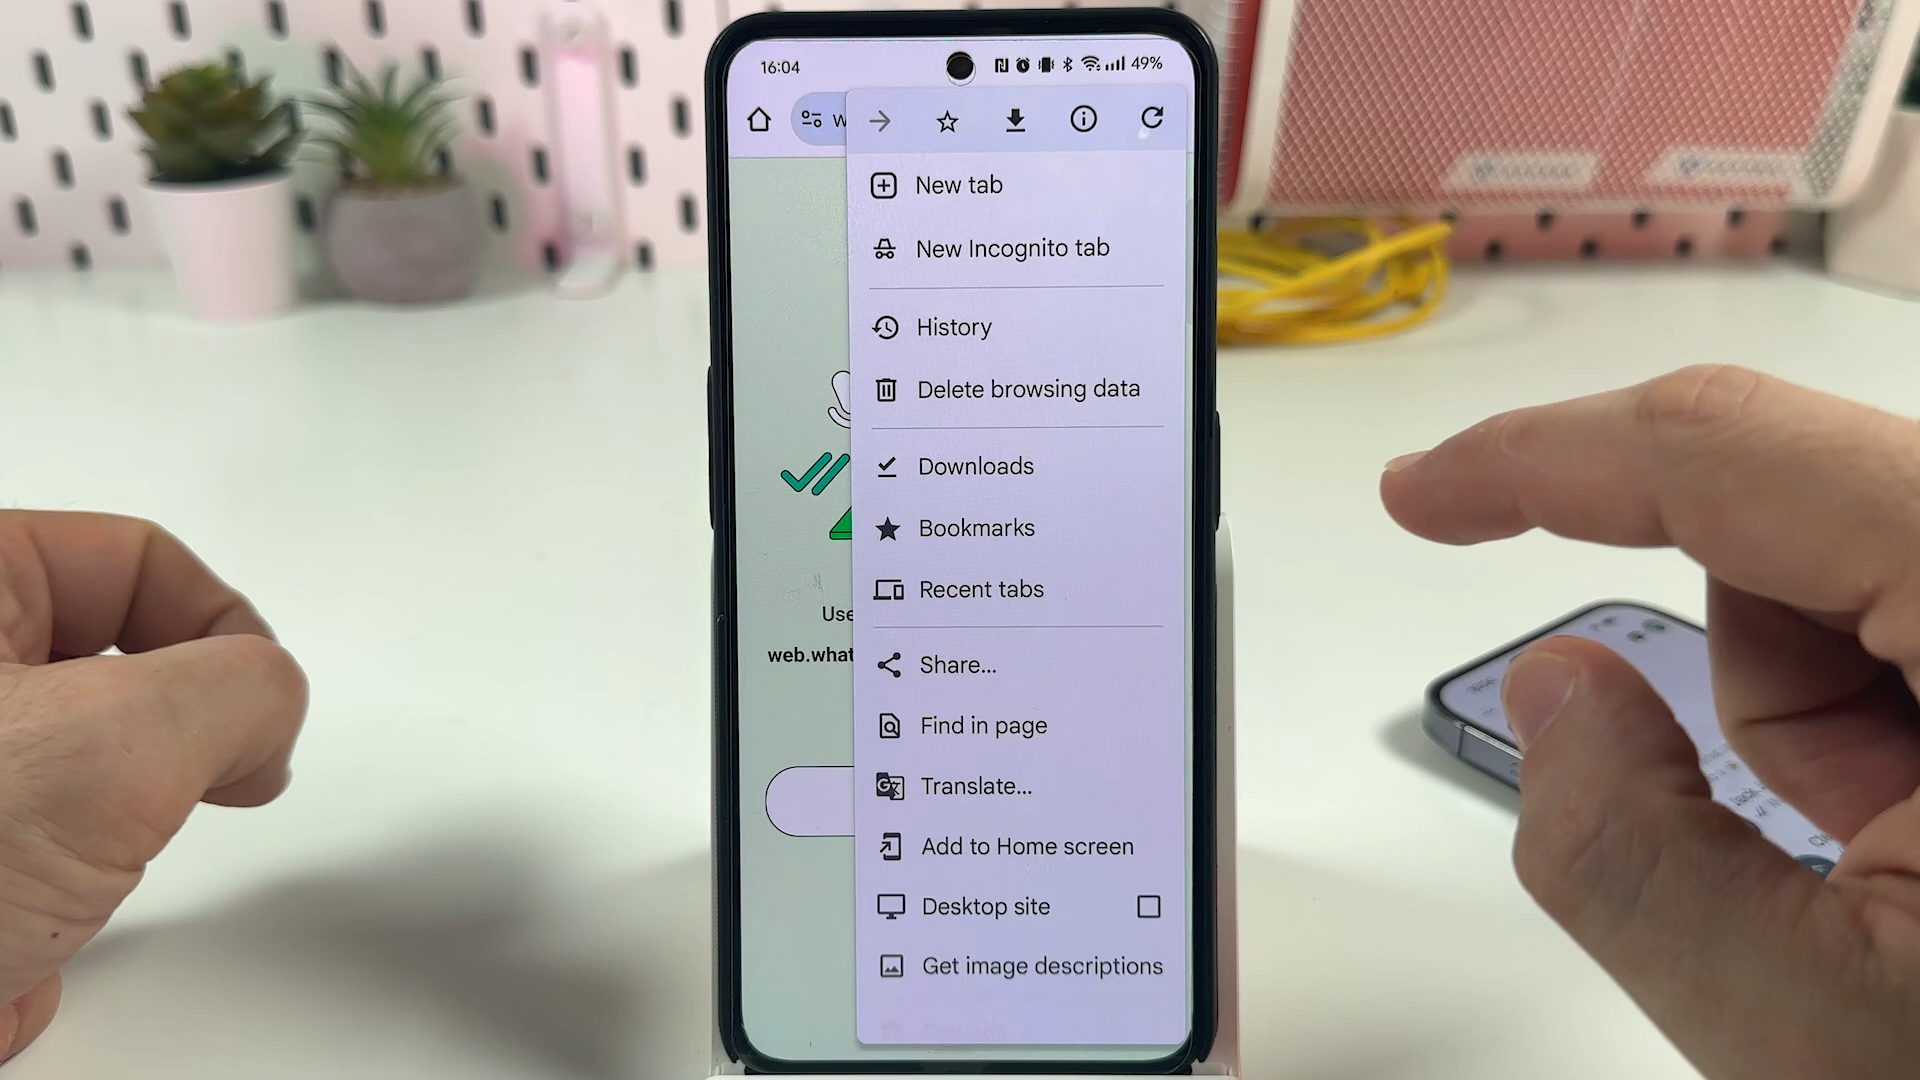 16:04
49%
W
New tab
New Incognito tab
History
Delete browsing data
Downloads
Bookmarks
Recent tabs
Use
Share...
web.what
Find in page
Translate...
Add to Home screen
Desktop site
Get image descriptions
Settings